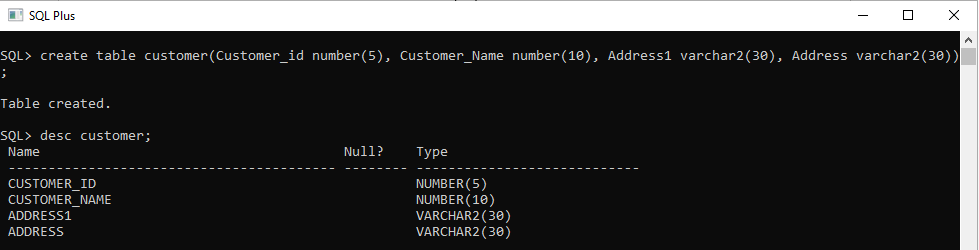 SQL Plus
SQL> create table customer(Customer_id number(5), Customer_Name number(10), Address1 varchar2(30), Address varchar2(30))
;
Table created.
SQL> desc customer;
Name Null? Type
----------------------------------------- -------- ----------------------------
CUSTOMER_ID NUMBER(5)
CUSTOMER_NAME NUMBER(10)
ADDRESS1 VARCHAR2(30)
ADDRESS VARCHAR2(30)